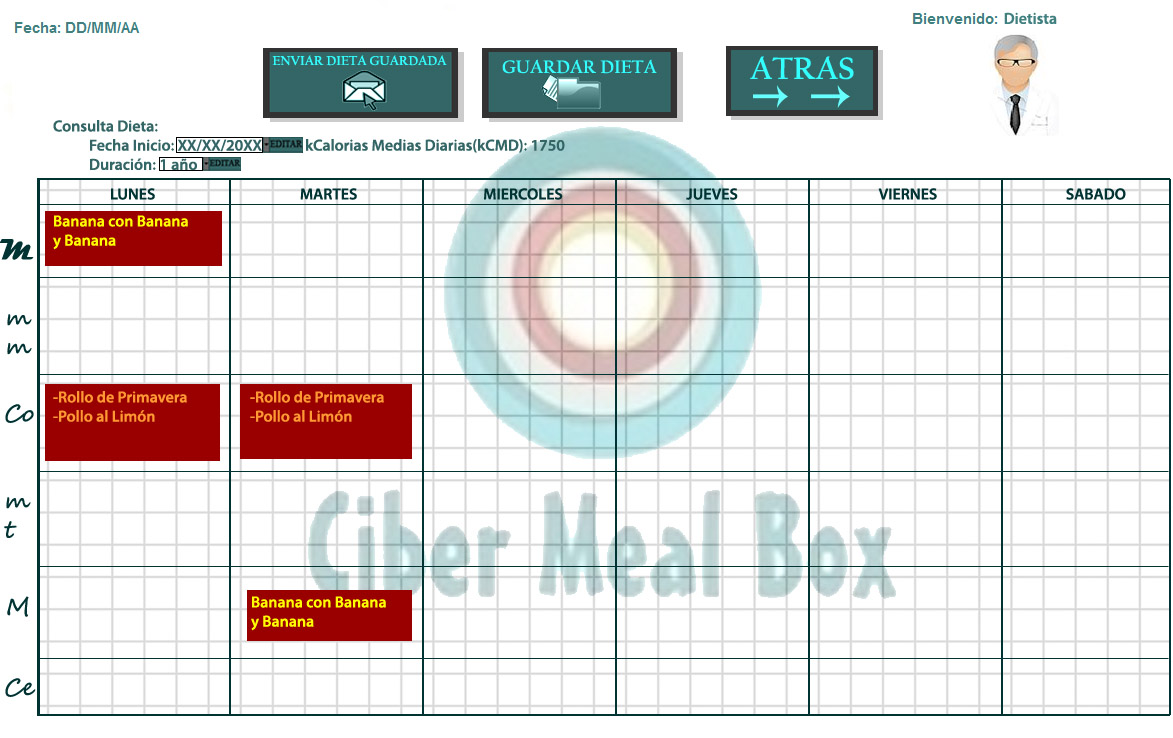 Fecha: DD/MM/AA
Bienvenido: Dietista
ENVIAR DIETA GUARDADA
GUARDAR DIETA
ATRAS
Consulta Dieta:
Fecha Inicio: XX/XX/20XX EDITAR kCalorias Medias Diarias(kCMD): 1750
Duración: 1 año EDITAR
LUNES MARTES MIERCOLES JUEVES VIERNES SABADO
M
Banana con Banana
y Banana
m
m
Co
-Rollo de Primavera
-Pollo al Limón
-Rollo de Primavera
-Pollo al Limón
m
t
Ciber Meal Box
M
Banana con Banana
y Banana
Ce